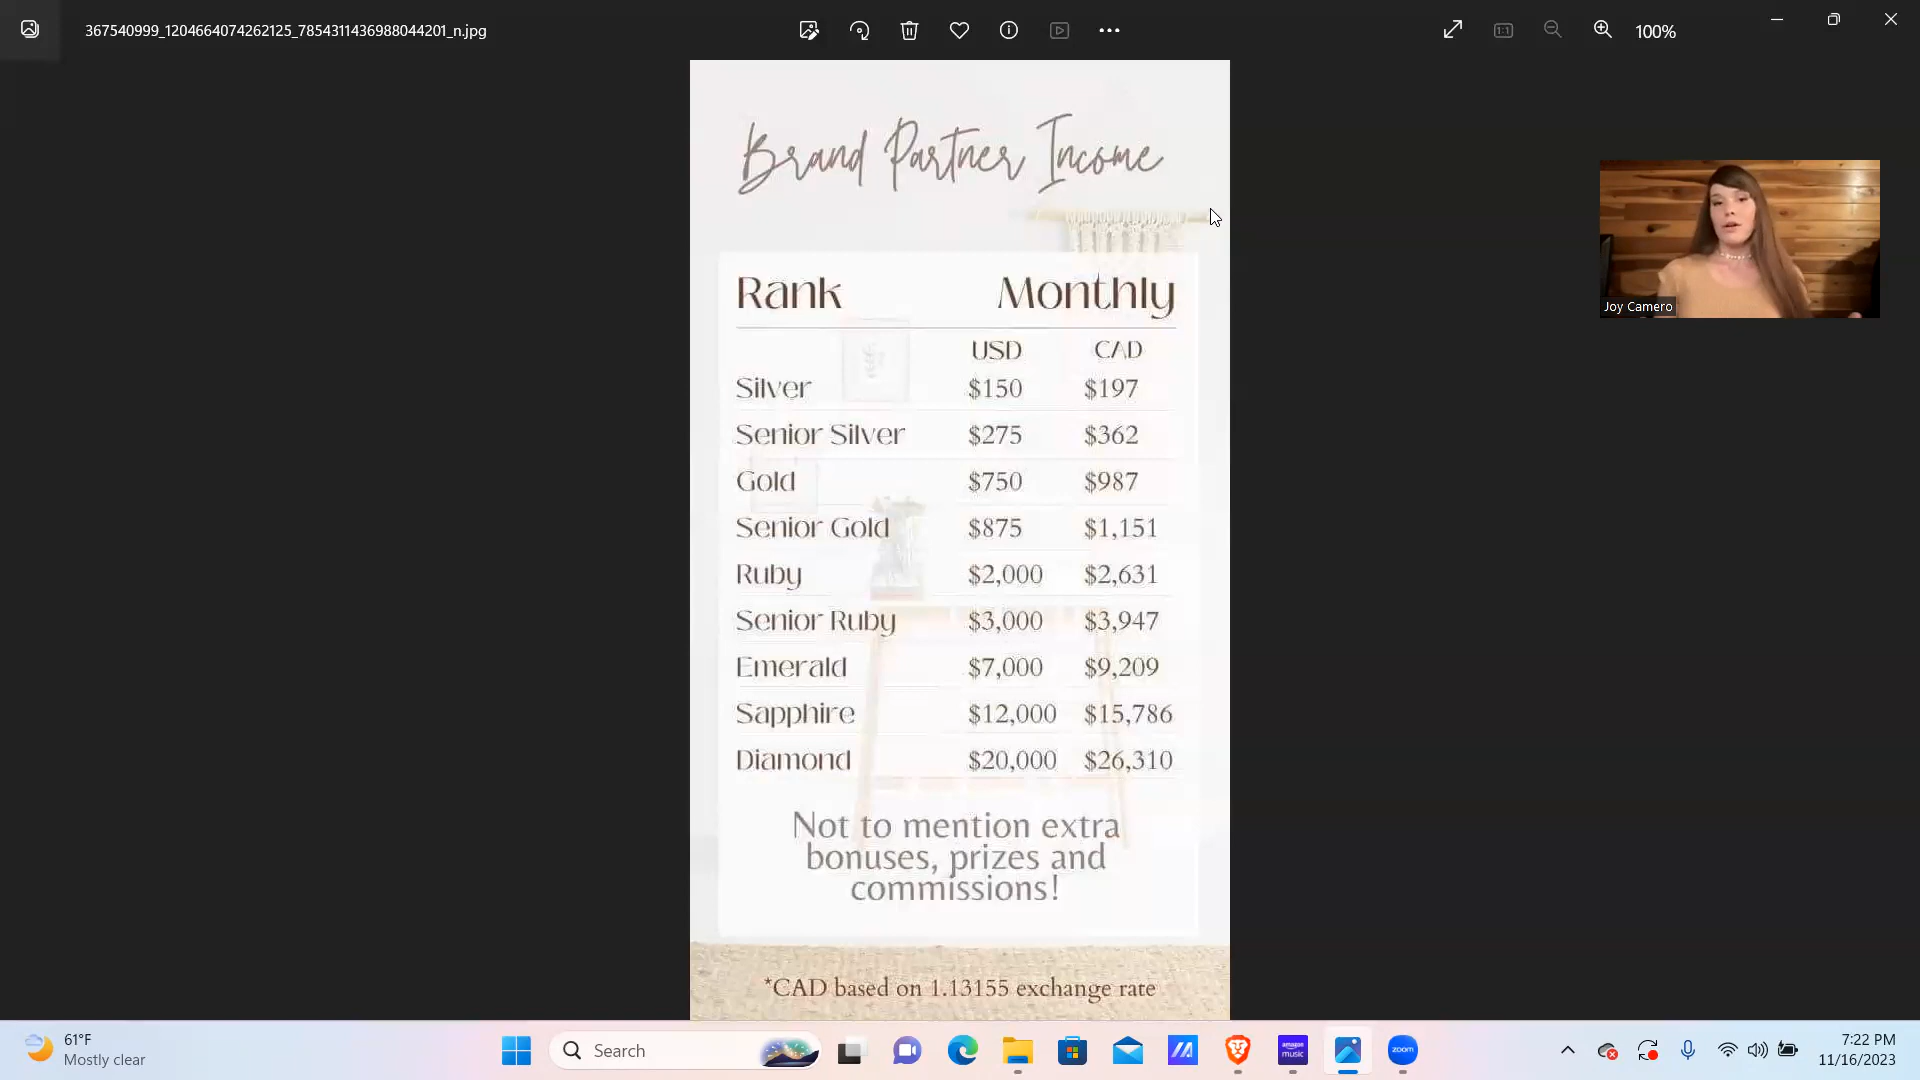 367540999_1204664074262125_7854311436988044201_n.jpg
100%
Brand Partner Income
Rank Monthly
USD CAD
Silver $150 $197
Senior Silver $275 $362
Gold $750 $987
Senior Gold $875 $1,151
Ruby $2,000 $2,631
Senior Ruby $3,000 $3,947
Emerald $7,000 $9,209
Sapphire $12,000 $15,786
Diamond $20,000 $26,310
Not to mention extra
bonuses, prizes and
commissions!
*CAD based on 1.13155 exchange rate
Joy Camero
61°F
Mostly clear
Search
amazon
music
zoom
7:22 PM
11/16/2023